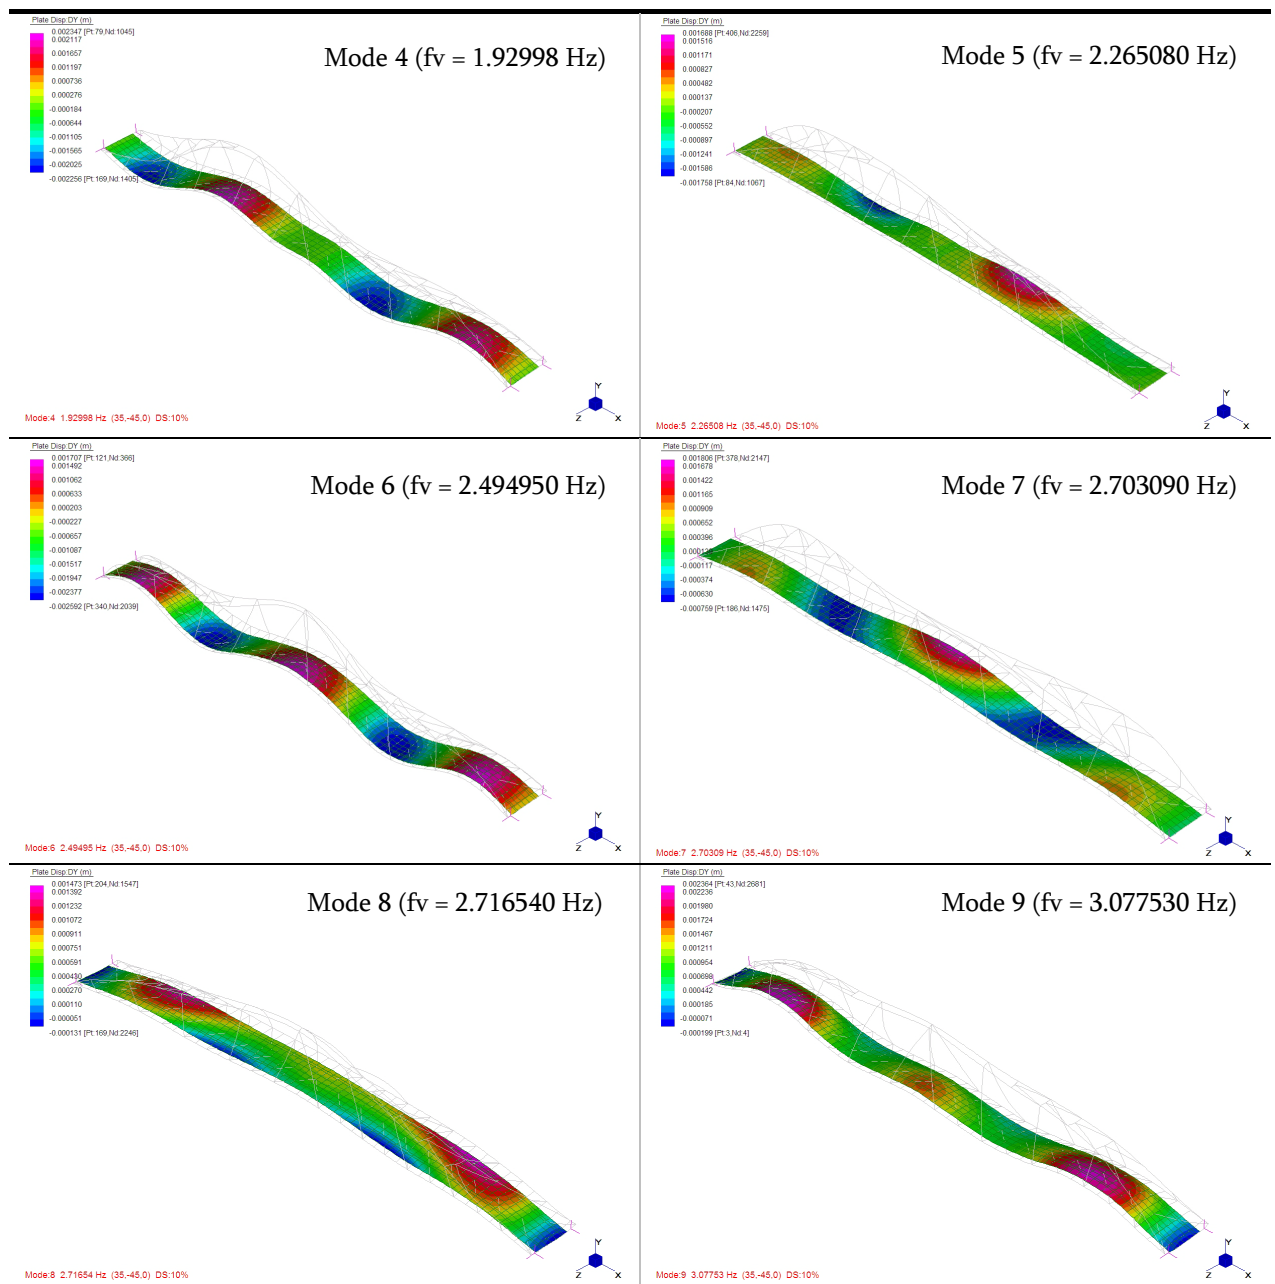 Plate Disp:DY (m)
0.002347 [Pt:79,Nd:1045]
0.002117
0.001657
0.001197
0.000736
0.000276
-0.000184
-0.000644
-0.001105
-0.001565
-0.002025
-0.002256 [Pt:169,Nd:1405]
Mode 4 (fv = 1.92998 Hz)
Y
Z
X
Mode:4 1.92998 Hz (35,-45,0) DS:10%
Plate Disp:DY (m)
0.001688 [Pt:406,Nd:2259]
0.001516
0.001171
0.000827
0.000482
0.000137
-0.000207
-0.000552
-0.000897
-0.001241
-0.001586
-0.001758 [Pt:84,Nd:1067]
Mode 5 (fv = 2.265080 Hz)
Y
Z
X
Mode:5 2.26508 Hz (35,-45,0) DS:10%
Plate Disp:DY (m)
0.001707 [Pt:121,Nd:366]
0.001492
0.001062
0.000633
0.000203
-0.000227
-0.000657
-0.001087
-0.001517
-0.001947
-0.002377
-0.002592 [Pt:340,Nd:2039]
Mode 6 (fv = 2.494950 Hz)
Y
Z
X
Mode:6 2.49495 Hz (35,-45,0) DS:10%
Plate Disp:DY (m)
0.001806 [Pt:378,Nd:2147]
0.001678
0.001422
0.001165
0.000909
0.000652
0.000396
-0.000117
-0.000374
-0.000630
-0.000759 [Pt:186,Nd:1475]
Mode 7 (fv = 2.703090 Hz)
Y
Z
X
Mode:7 2.70309 Hz (35,-45,0) DS:10%
Plate Disp:DY (m)
0.001473 [Pt:204,Nd:1547]
0.001392
0.001232
0.001072
0.000911
0.000751
0.000591
0.000430
0.000270
0.000110
-0.000051
-0.000131 [Pt:169,Nd:2246]
Mode 8 (fv = 2.716540 Hz)
Y
Z
X
Mode:8 2.71654 Hz (35,-45,0) DS:10%
Plate Disp:DY (m)
0.002364 [Pt:43,Nd:2681]
0.002236
0.001980
0.001724
0.001467
0.001211
0.000954
0.000698
0.000442
0.000185
-0.000071
-0.000199 [Pt:3,Nd:4]
Mode 9 (fv = 3.077530 Hz)
Y
Z
X
Mode:9 3.07753 Hz (35,-45,0) DS:10%